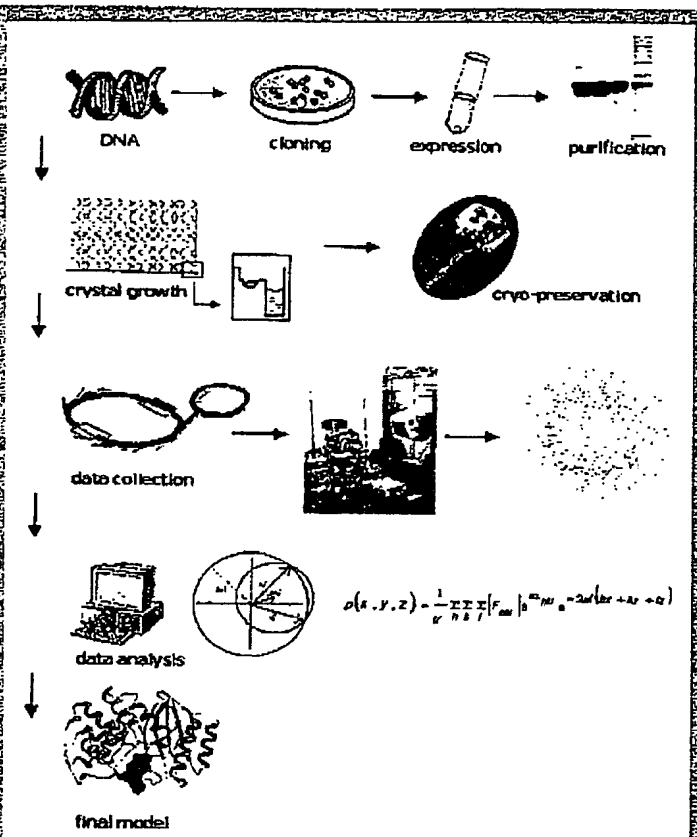 DNA
cloning
expression
purification
crystal growth
cryo-preservation
data collection
data analysis
final model